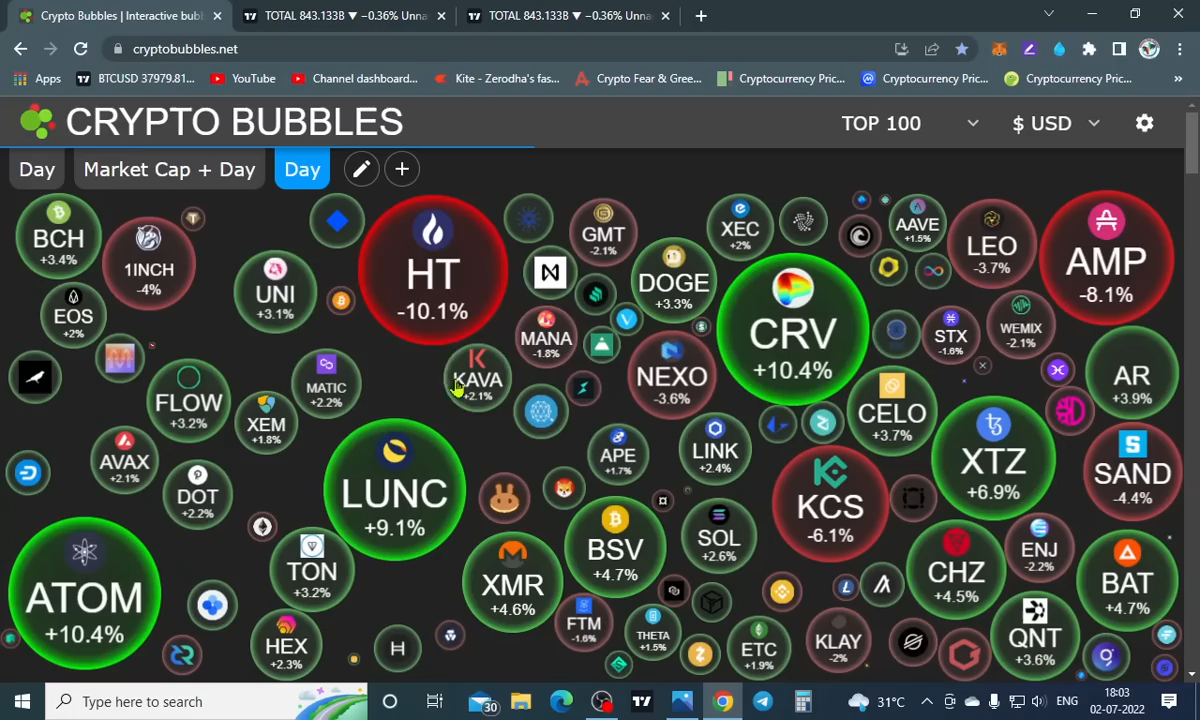 Crypto Bubbles | Interactive bubb
TOTAL 843.133B ▼ −0.36% Unna
TOTAL 843.133B ▼ −0.36% Unna
cryptobubbles.net
Apps
BTCUSD 37979.81...
YouTube
Channel dashboard...
Kite - Zerodha's fas...
Crypto Fear & Gree...
Cryptocurrency Pric...
Cryptocurrency Pric...
Cryptocurrency Pric...
»
CRYPTO BUBBLES
TOP 100
$ USD
Day
Market Cap + Day
Day
BCH
+3.4%
1INCH
-4%
UNI
+3.1%
HT
-10.1%
GMT
-2.1%
XEC
+2%
AAVE
+1.5%
LEO
-3.7%
AMP
-8.1%
EOS
+2%
DOGE
+3.3%
MANA
-1.8%
CRV
+10.4%
STX
-1.6%
WEMIX
-2.1%
FLOW
+3.2%
MATIC
+2.2%
KAVA
+2.1%
NEXO
-3.6%
AR
+3.9%
XEM
+1.8%
CELO
+3.7%
AVAX
+2.1%
DOT
+2.2%
LUNC
+9.1%
APE
+1.7%
LINK
+2.4%
KCS
-6.1%
XTZ
+6.9%
SAND
-4.4%
ATOM
+10.4%
TON
+3.2%
XMR
+4.6%
BSV
+4.7%
SOL
+2.6%
CHZ
+4.5%
ENJ
-2.2%
BAT
+4.7%
HEX
+2.3%
FTM
-1.6%
THETA
+1.5%
ETC
+1.9%
KLAY
-2%
QNT
+3.6%
Type here to search
30
31°C
ENG
18:03
02-07-2022